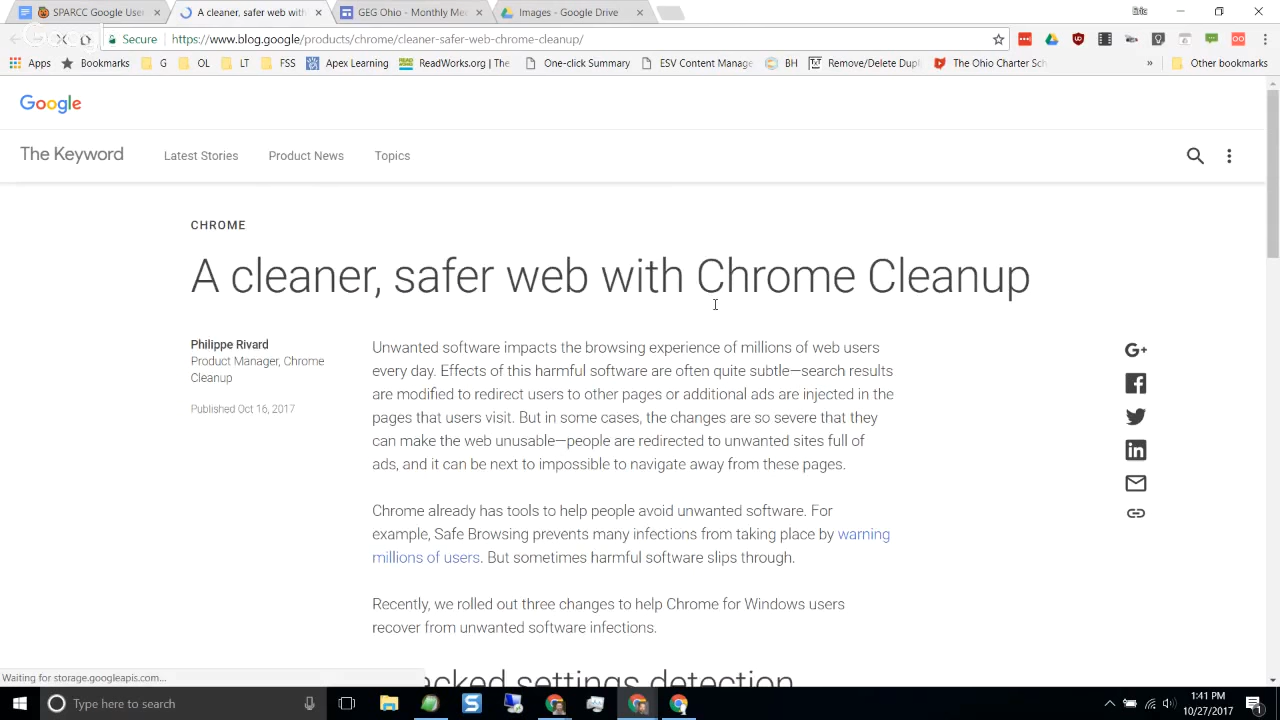 SPARCC Google User
A cleaner, safer web with
GEG Ohio - Monthly Me
Images - Google Drive
Secure
https://www.blog.google/products/chrome/cleaner-safer-web-chrome-cleanup/
Apps
Bookmarks
G
OL
LT
FSS
Apex Learning
ReadWorks.org | The
One-click Summary
ESV Content Manage
BH
Remove/Delete Dupl
The Ohio Charter Sch
»
Other bookmarks
Google
The Keyword
Latest Stories
Product News
Topics
CHROME
A cleaner, safer web with Chrome Cleanup
Philippe Rivard
Product Manager, Chrome
Cleanup
Published Oct 16, 2017
Unwanted software impacts the browsing experience of millions of web users
every day. Effects of this harmful software are often quite subtle—search results
are modified to redirect users to other pages or additional ads are injected in the
pages that users visit. But in some cases, the changes are so severe that they
can make the web unusable—people are redirected to unwanted sites full of
ads, and it can be next to impossible to navigate away from these pages.
Chrome already has tools to help people avoid unwanted software. For
example, Safe Browsing prevents many infections from taking place by warning
millions of users. But sometimes harmful software slips through.
Recently, we rolled out three changes to help Chrome for Windows users
recover from unwanted software infections.
acked settings detection
G+
in
Waiting for storage.googleapis.com...
Type here to search
1:41 PM
10/27/2017